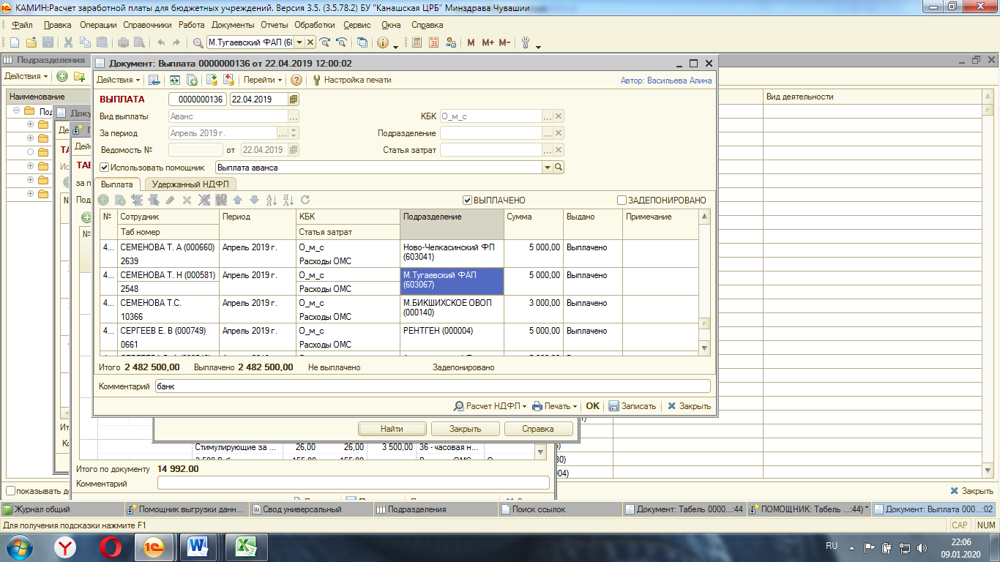 КАМИН:Расчет заработной платы для бюджетных учреждений. Версия 3.5. (3.5.78.2) БУ "Канашская ЦРБ" Минздрава Чувашии
Файл Правка Операции Справочники Работа Документы Отчеты Обработки Сервис Окна Справка
М.Тугаевский ФАП (6 M M+ M-
Подразделения
Действия
Наименование Вид деятельности
Документ: Выплата 0000000136 от 22.04.2019 12:00:02
Действия Перейти Настройка печати Автор: Васильева Алина
ВЫПЛАТА 0000000136 22.04.2019
Вид выплаты Аванс ... КБК О_м_с ...
За период Апрель 2019 г. ... Подразделение ...
Ведомость № от 22.04.2019 Статья затрат ...
Использовать помощник Выплата аванса
Выплата Удержанный НДФЛ
ВЫПЛАЧЕНО ЗАДЕПОНИРОВАНО
№ Сотрудник Период КБК Подразделение Сумма Выдано Примечание
Таб номер Статья затрат
4... СЕМЕНОВА Т. А (000660) Апрель 2019 г. О_м_с Ново-Челкасинский ФП (603041) 5 000,00 Выплачено
2639 Расходы ОМС
4... СЕМЕНОВА Т. Н (000581) Апрель 2019 г. О_м_с М.Тугаевский ФАП (603067) 5 000,00 Выплачено
2548 Расходы ОМС
4... СЕМЕНОВА Т.С. Апрель 2019 г. О_м_с М.БИКШИХСКОЕ ОВОП (000140) 3 000,00 Выплачено
10366 Расходы ОМС
4... СЕРГЕЕВ Е. В (000749) Апрель 2019 г. О_м_с РЕНТГЕН (000004) 5 000,00 Выплачено
0661 Расходы ОМС
Итого 2 482 500,00 Выплачено 2 482 500,00 Не выплачено Задепонировано
Комментарий банк
Расчет НДФЛ Печать OK Записать Закрыть
Найти Закрыть Справка
Стимулирующие за ... 26,00 26,00 3 500,00 36 - часовая н...
Итого по документу 14 992.00
Комментарий
показывать д Закрыть
Журнал общий Помощник выгрузки данн... Свод универсальный Подразделения Поиск ссылок Документ: Табель 0000...:44 ПОМОЩНИК: Табель ...:44) * Документ: Выплата 000...:02
Для получения подсказки нажмите F1 CAP NUM
RU 22:06
09.01.2020